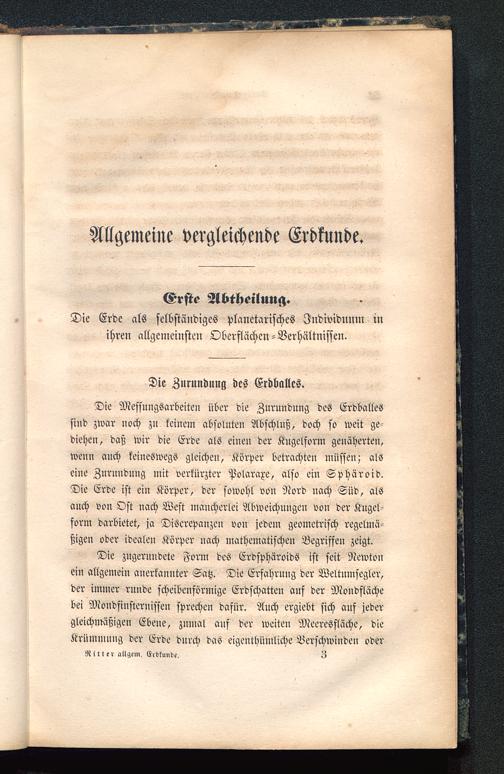 Allgemeine vergleichende Erdkunde.
Erste Abtheilung.
Die Erde als selbständiges planetarisches Individuum in
ihren allgemeinsten Oberflächen-Verhältnissen.
Die Zurundung des Erdballes.
Die Messungsarbeiten über die Zurundung des Erdballes
sind zwar noch zu keinem absoluten Abschluß, doch so weit ge-
diehen, daß wir die Erde als einen der Kugelform genäherten,
wenn auch keineswegs gleichen, Körper betrachten müssen; als
eine Zurundung mit verkürzter Polaraxe, also ein Sphäroid.
Die Erde ist ein Körper, der sowohl von Nord nach Süd, als
auch von Ost nach West mancherlei Abweichungen von der Kugel-
form darbietet, ja Discrepanzen von jedem geometrisch regelmä-
ßigen oder idealen Körper nach mathematischen Begriffen zeigt.
Die zugerundete Form des Erdsphäroids ist seit Newton
ein allgemein anerkannter Satz. Die Erfahrung der Weltumsegler,
der immer runde scheibenförmige Erdschatten auf der Mondfläche
bei Mondfinsternissen sprechen dafür. Auch ergiebt sich auf jeder
gleichmäßigen Ebene, zumal auf der weiten Meeresfläche, die
Krümmung der Erde durch das eigenthümliche Verschwinden oder
Ritter allgem. Erdkunde. 3